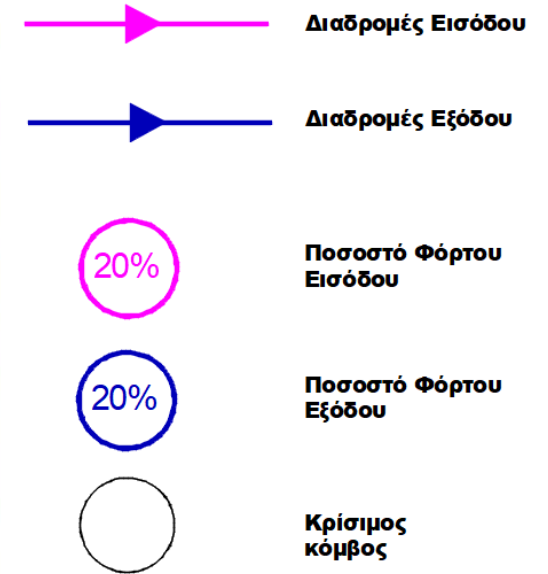 Διαδρομές Εισόδου
Διαδρομές Εξόδου
20%
Ποσοστό Φόρτου
Εισόδου
20%
Ποσοστό Φόρτου
Εξόδου
Κρίσιμος
κόμβος